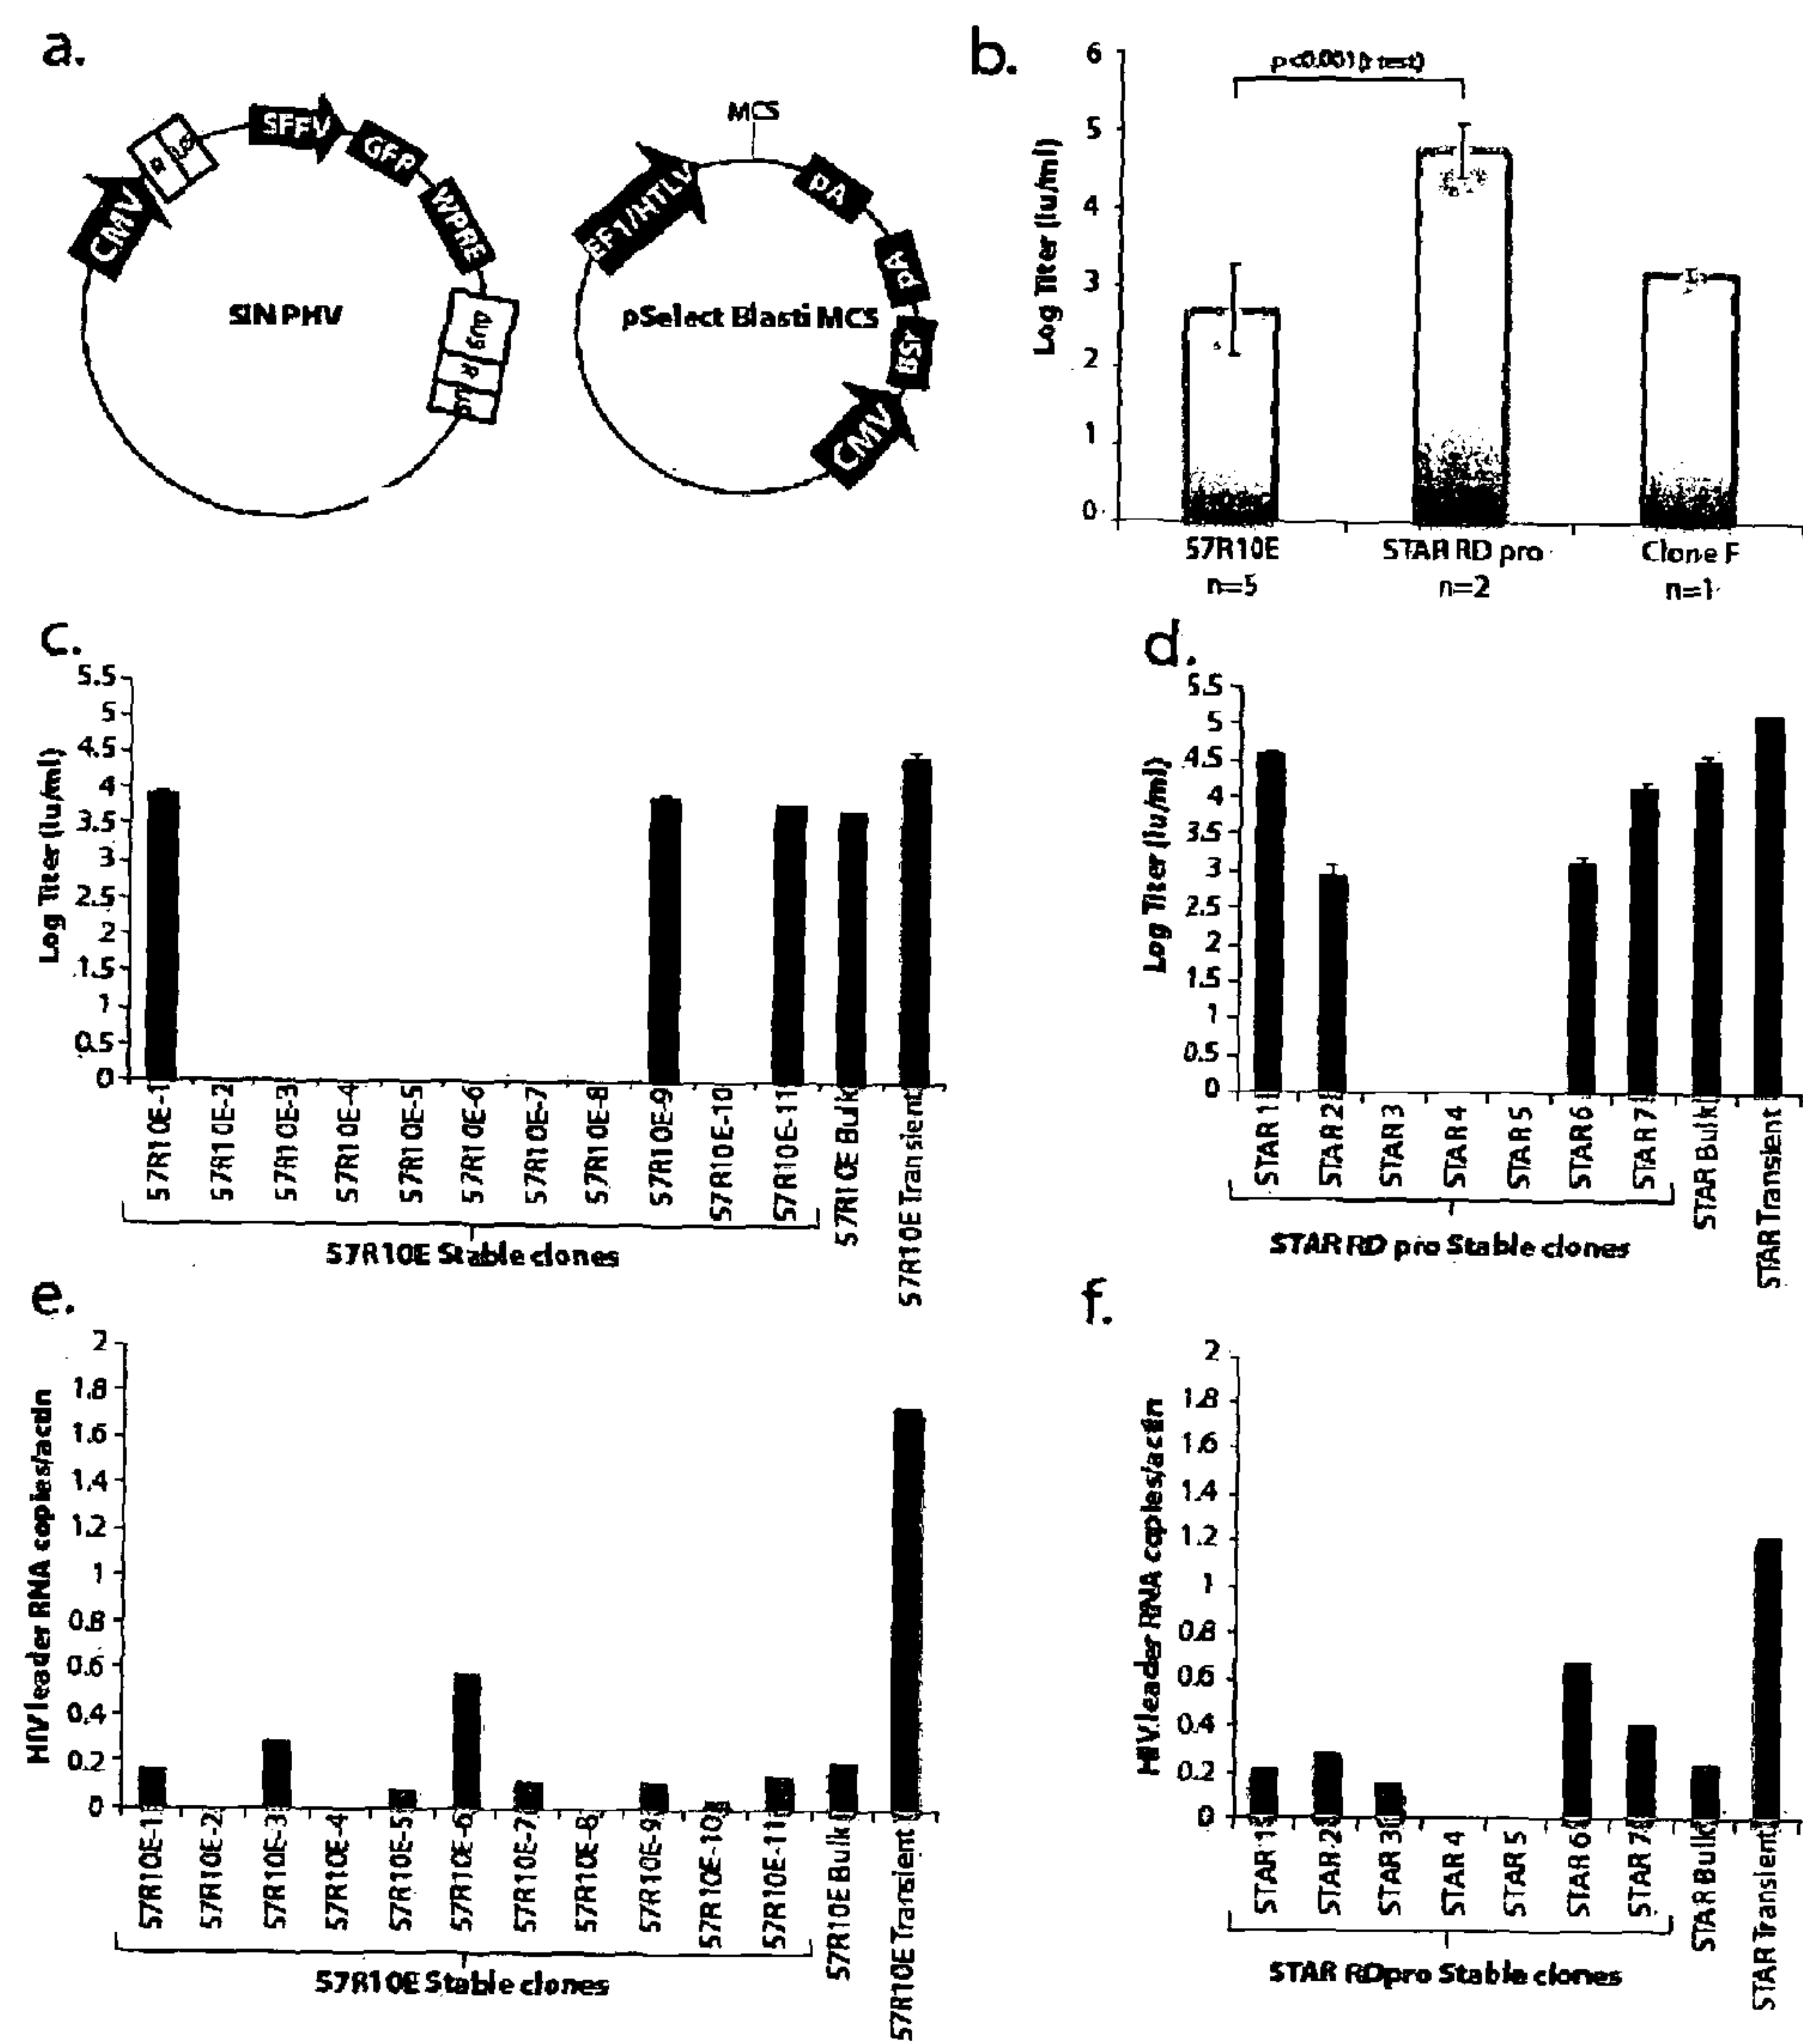 a.
CMV
R
SFFV
GFP
WPRE
R
SIN PHV
MCS
EF1/HTLV
pA
pA
BSR
CMV
pSelect Blasti MCS
b.
Log Titer (iu/ml)
6
5
4
3
2
1
0
p<0.001 (t test)
57R10E
n=5
STAR RD pro
n=2
Clone F
n=1
c.
Log Titer (iu/ml)
5.5
5
4.5
4
3.5
3
2.5
2
1.5
1
0.5
0
57R10E-1
57R10E-2
57R10E-3
57R10E-4
57R10E-5
57R10E-6
57R10E-7
57R10E-8
57R10E-9
57R10E-10
57R10E-11
57R10E Bulk
57R10E Transient
57R10E Stable clones
d.
Log Titer (iu/ml)
5.5
5
4.5
4
3.5
3
2.5
2
1.5
1
0.5
0
STAR 1
STAR 2
STAR 3
STAR 4
STAR 5
STAR 6
STAR 7
STAR Bulk
STAR Transient
STAR RD pro Stable clones
e.
HIV leader RNA copies/actin
2
1.8
1.6
1.4
1.2
1
0.8
0.6
0.4
0.2
0
57R10E-1
57R10E-2
57R10E-3
57R10E-4
57R10E-5
57R10E-6
57R10E-7
57R10E-8
57R10E-9
57R10E-10
57R10E-11
57R10E Bulk
57R10E Transient
57R10E Stable clones
f.
HIV leader RNA copies/actin
2
1.8
1.6
1.4
1.2
1
0.8
0.6
0.4
0.2
0
STAR 1
STAR 2
STAR 3
STAR 4
STAR 5
STAR 6
STAR 7
STAR Bulk
STAR Transient
STAR RDpro Stable clones